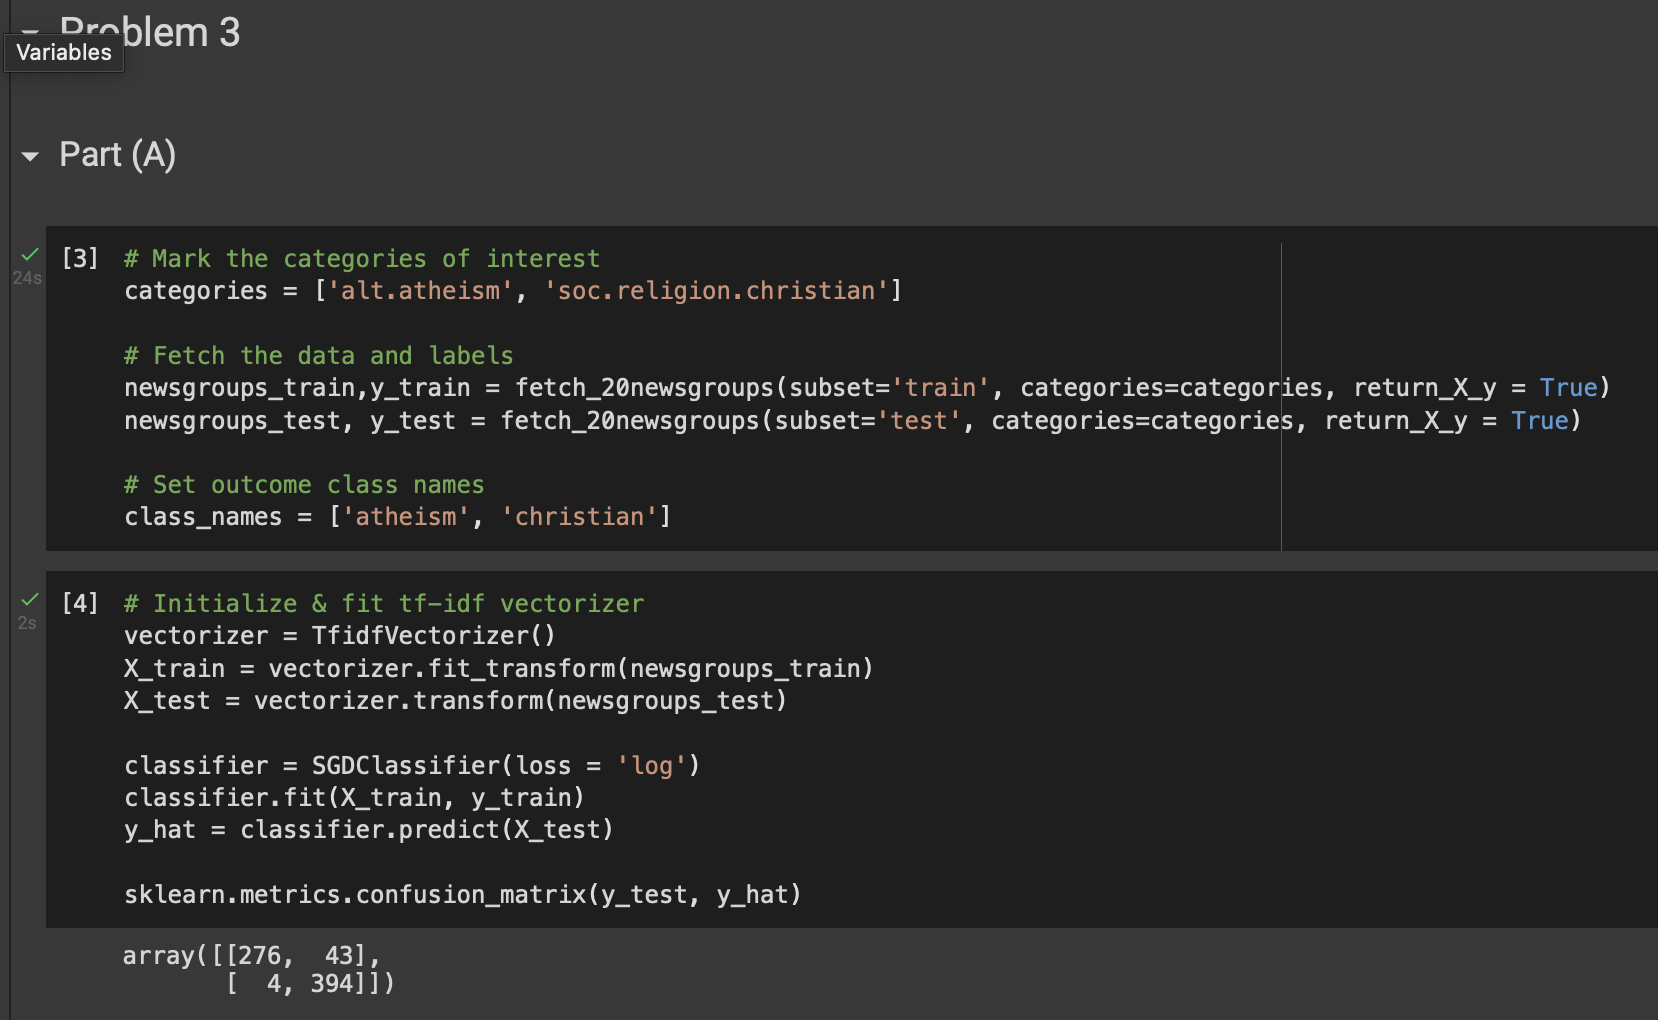 Problem 3
Variables
Part (A)
[3] # Mark the categories of interest
24s
categories = ['alt.atheism', 'soc.religion.christian']
# Fetch the data and labels
newsgroups_train,y_train = fetch_20newsgroups(subset='train', categories=categories, return_X_y = True)
newsgroups_test, y_test = fetch_20newsgroups(subset='test', categories=categories, return_X_y = True)
# Set outcome class names
class_names = ['atheism', 'christian']
[4] # Initialize & fit tf-idf vectorizer
2s
vectorizer = TfidfVectorizer()
X_train = vectorizer.fit_transform(newsgroups_train)
X_test = vectorizer.transform(newsgroups_test)
classifier = SGDClassifier(loss = 'log')
classifier.fit(X_train, y_train)
y_hat = classifier.predict(X_test)
sklearn.metrics.confusion_matrix(y_test, y_hat)
array([[276,  43],
       [  4, 394]])